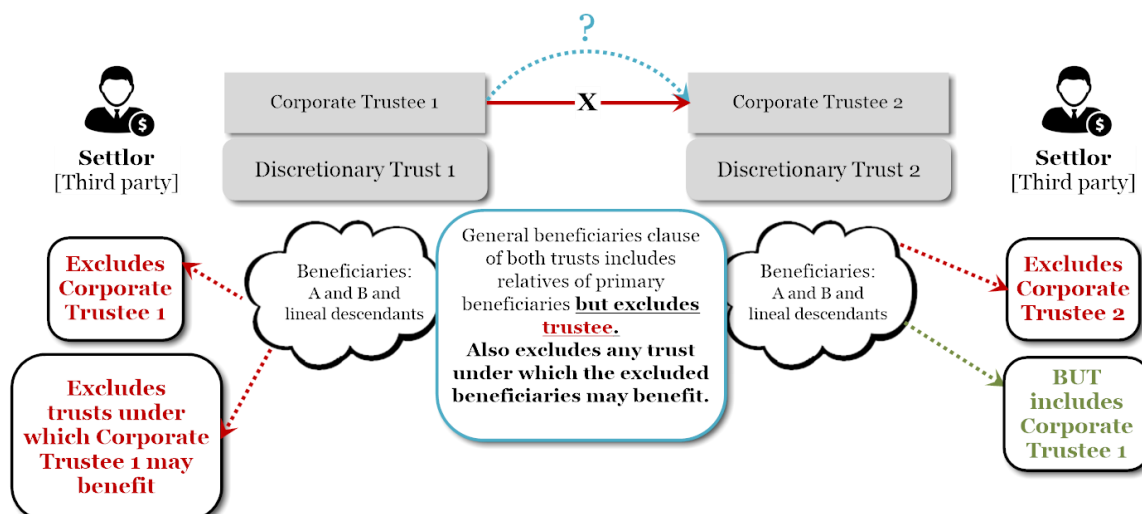 ?
Corporate Trustee 1
X
Corporate Trustee 2
$
Settlor
[Third party]
Discretionary Trust 1
Discretionary Trust 2
$
Settlor
[Third party]
Excludes
Corporate
Trustee 1
Beneficiaries:
A and B and
lineal descendants
General beneficiaries clause
of both trusts includes
relatives of primary
beneficiaries but excludes
trustee.
Also excludes any trust
under which the excluded
beneficiaries may benefit.
Beneficiaries:
A and B and
lineal descendants
Excludes
Corporate
Trustee 2
Excludes
trusts under
which Corporate
Trustee 1 may
benefit
BUT
includes
Corporate
Trustee 1